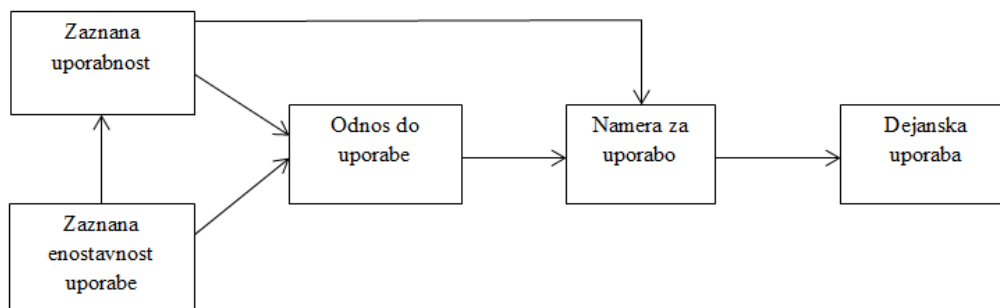 Zaznana
uporabnost
Odnos do
uporabe
Namera za
uporabo
Dejanska
uporaba
Zaznana
enostavnost
uporabe